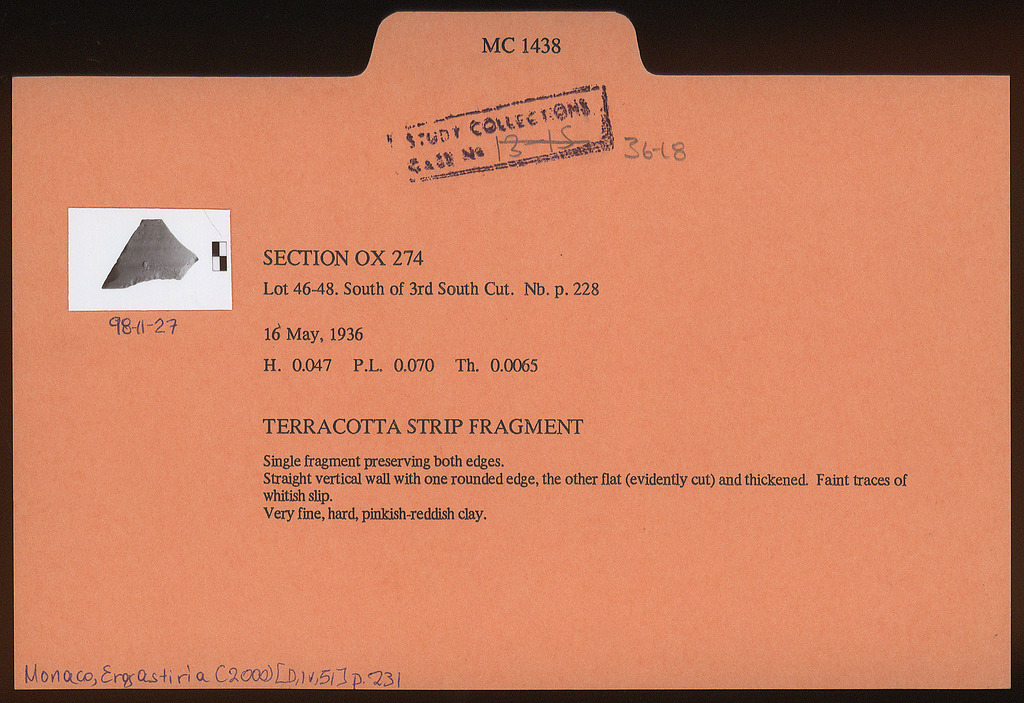 MC 1438
STUDY COLLECTIONS
CASE No 13-15 36-18
SECTION OX 274
Lot 46-48. South of 3rd South Cut. Nb. p. 228
98-11-27
16 May, 1936
H. 0.047 P.L. 0.070 Th. 0.0065
TERRACOTTA STRIP FRAGMENT
Single fragment preserving both edges.
Straight vertical wall with one rounded edge, the other flat (evidently cut) and thickened. Faint traces of
whitish slip.
Very fine, hard, pinkish-reddish clay.
Monaco, Ergastiria (2000) [D,IV,51] p. 231